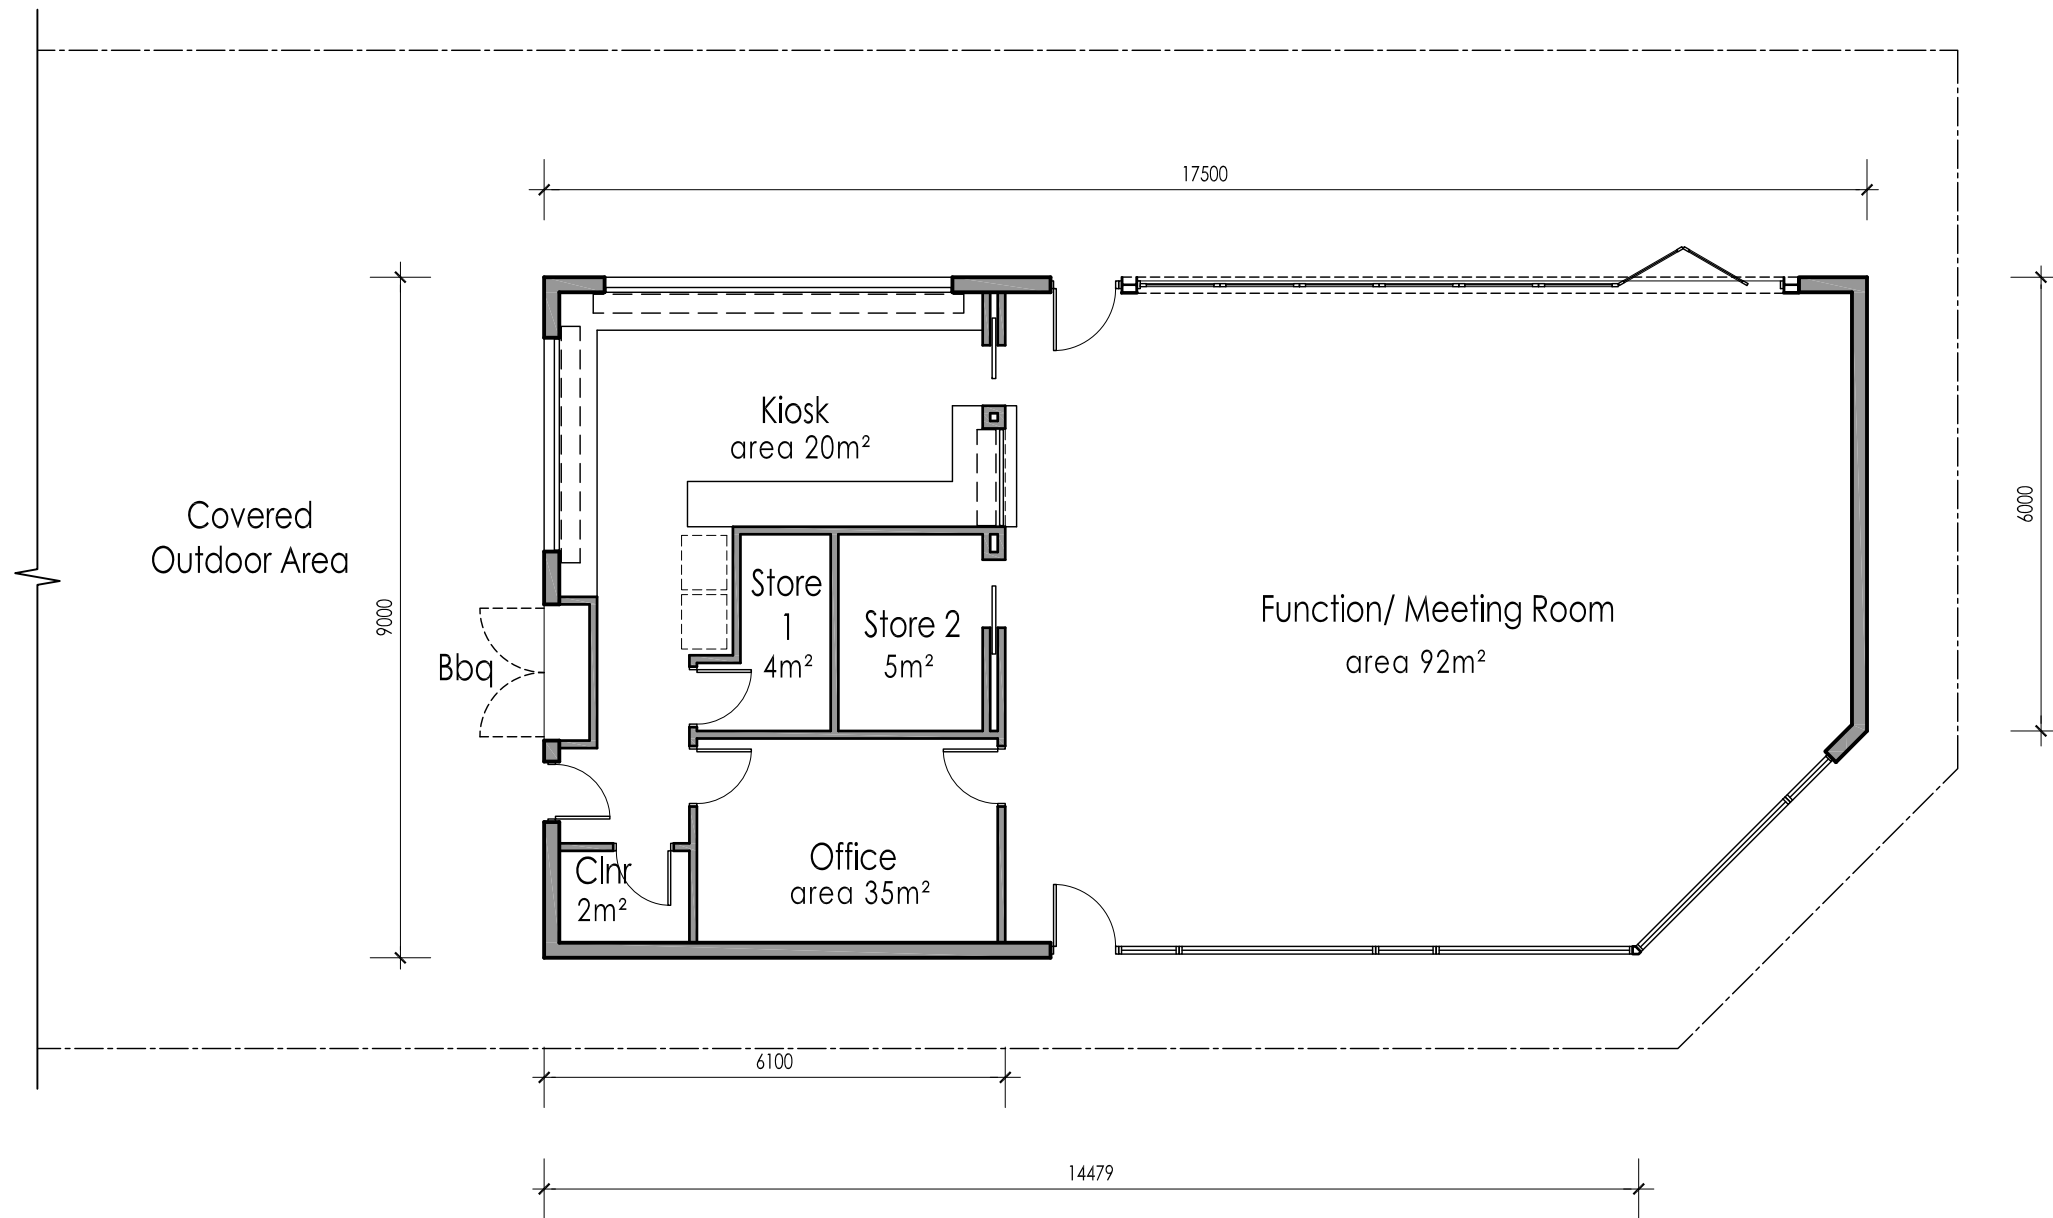 17500
Kiosk
area 20m²
Covered
Outdoor Area
6000
9000
Store
1
4m²
Store 2
5m²
Function/ Meeting Room
area 92m²
Bbq
Office
area 35m²
Clnr
2m²
6100
14479